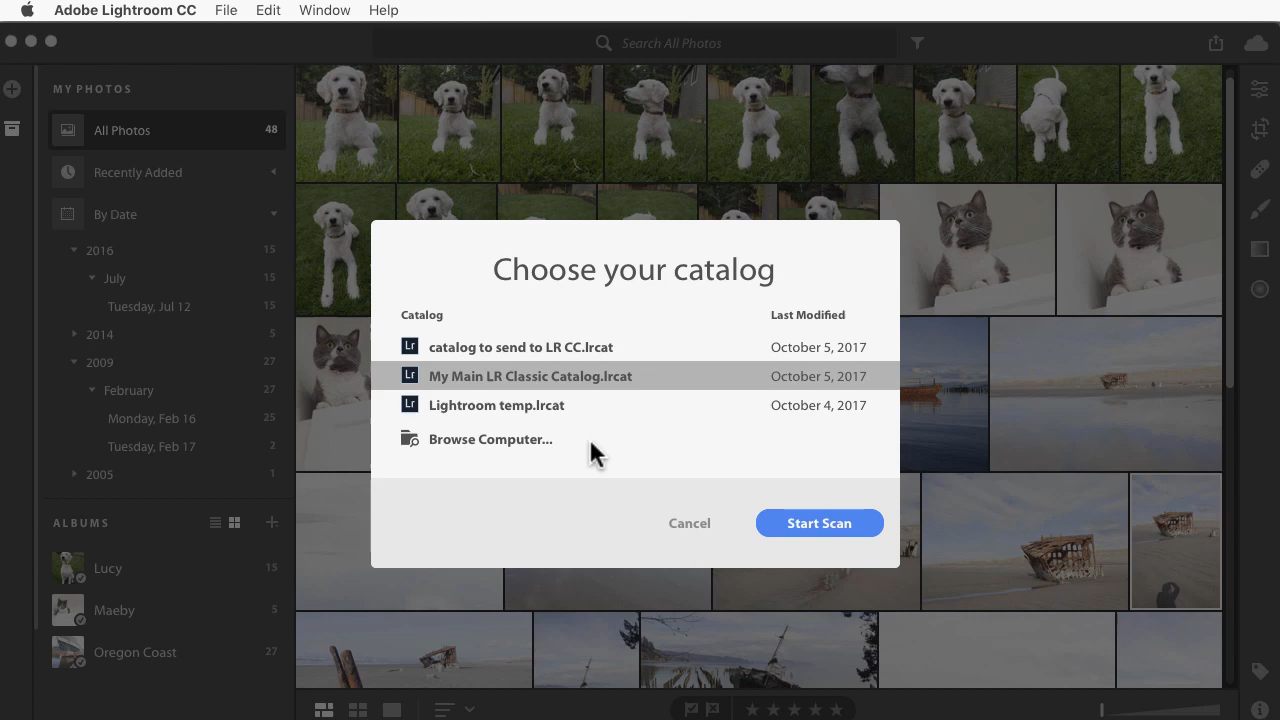 Adobe Lightroom CC File Edit Window Help
Search All Photos
MY PHOTOS
All Photos 48
Recently Added
By Date
2016 15
July 15
Tuesday, Jul 12 15
2014 5
2009 27
February 27
Monday, Feb 16 25
Tuesday, Feb 17 2
2005 1
ALBUMS
Lucy 15
Maeby 5
Oregon Coast 27
Choose your catalog
Catalog Last Modified
Lr catalog to send to LR CC.lrcat October 5, 2017
Lr My Main LR Classic Catalog.lrcat October 5, 2017
Lr Lightroom temp.lrcat October 4, 2017
Browse Computer...
Cancel Start Scan